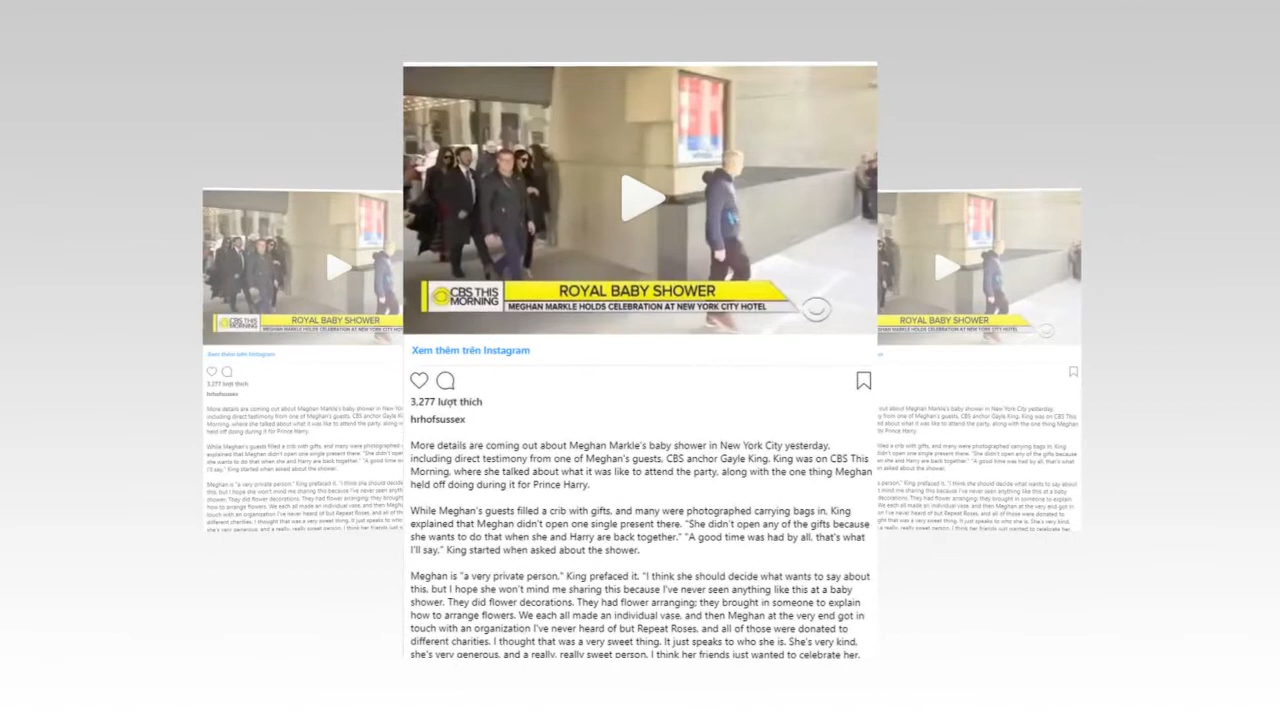 CBS THIS
MORNING
ROYAL BABY SHOWER
MEGHAN MARKLE HOLDS CELEBRATION AT NEW YORK CITY HOTEL
Xem thêm trên Instagram
3,277 lượt thích
hrhofsussex
More details are coming out about Meghan Markle's baby shower in New York City yesterday,
including direct testimony from one of Meghan's guests, CBS anchor Gayle King. King was on CBS This
Morning, where she talked about what it was like to attend the party, along with the one thing Meghan
held off doing during it for Prince Harry.
While Meghan's guests filled a crib with gifts, and many were photographed carrying bags in, King
explained that Meghan didn't open one single present there. "She didn't open any of the gifts because
she wants to do that when she and Harry are back together." "A good time was had by all, that's what
I'll say." King started when asked about the shower.
Meghan is "a very private person," King prefaced it. "I think she should decide what wants to say about
this, but I hope she won't mind me sharing this because I've never seen anything like this at a baby
shower. They did flower decorations. They had flower arranging; they brought in someone to explain
how to arrange flowers. We each all made an individual vase, and then Meghan at the very end got in
touch with an organization I've never heard of but Repeat Roses, and all of those were donated to
different charities. I thought that was a very sweet thing. It just speaks to who she is. She's very kind,
she's very generous, and a really, really sweet person. I think her friends just wanted to celebrate her.